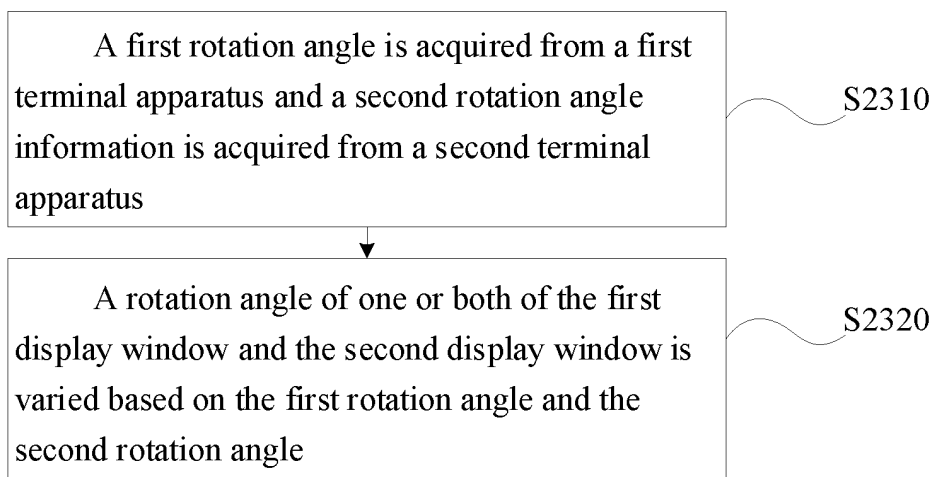 A first rotation angle is acquired from a first
terminal apparatus and a second rotation angle
information is acquired from a second terminal
apparatus
S2310
A rotation angle of one or both of the first
display window and the second display window is
varied based on the first rotation angle and the
second rotation angle
S2320